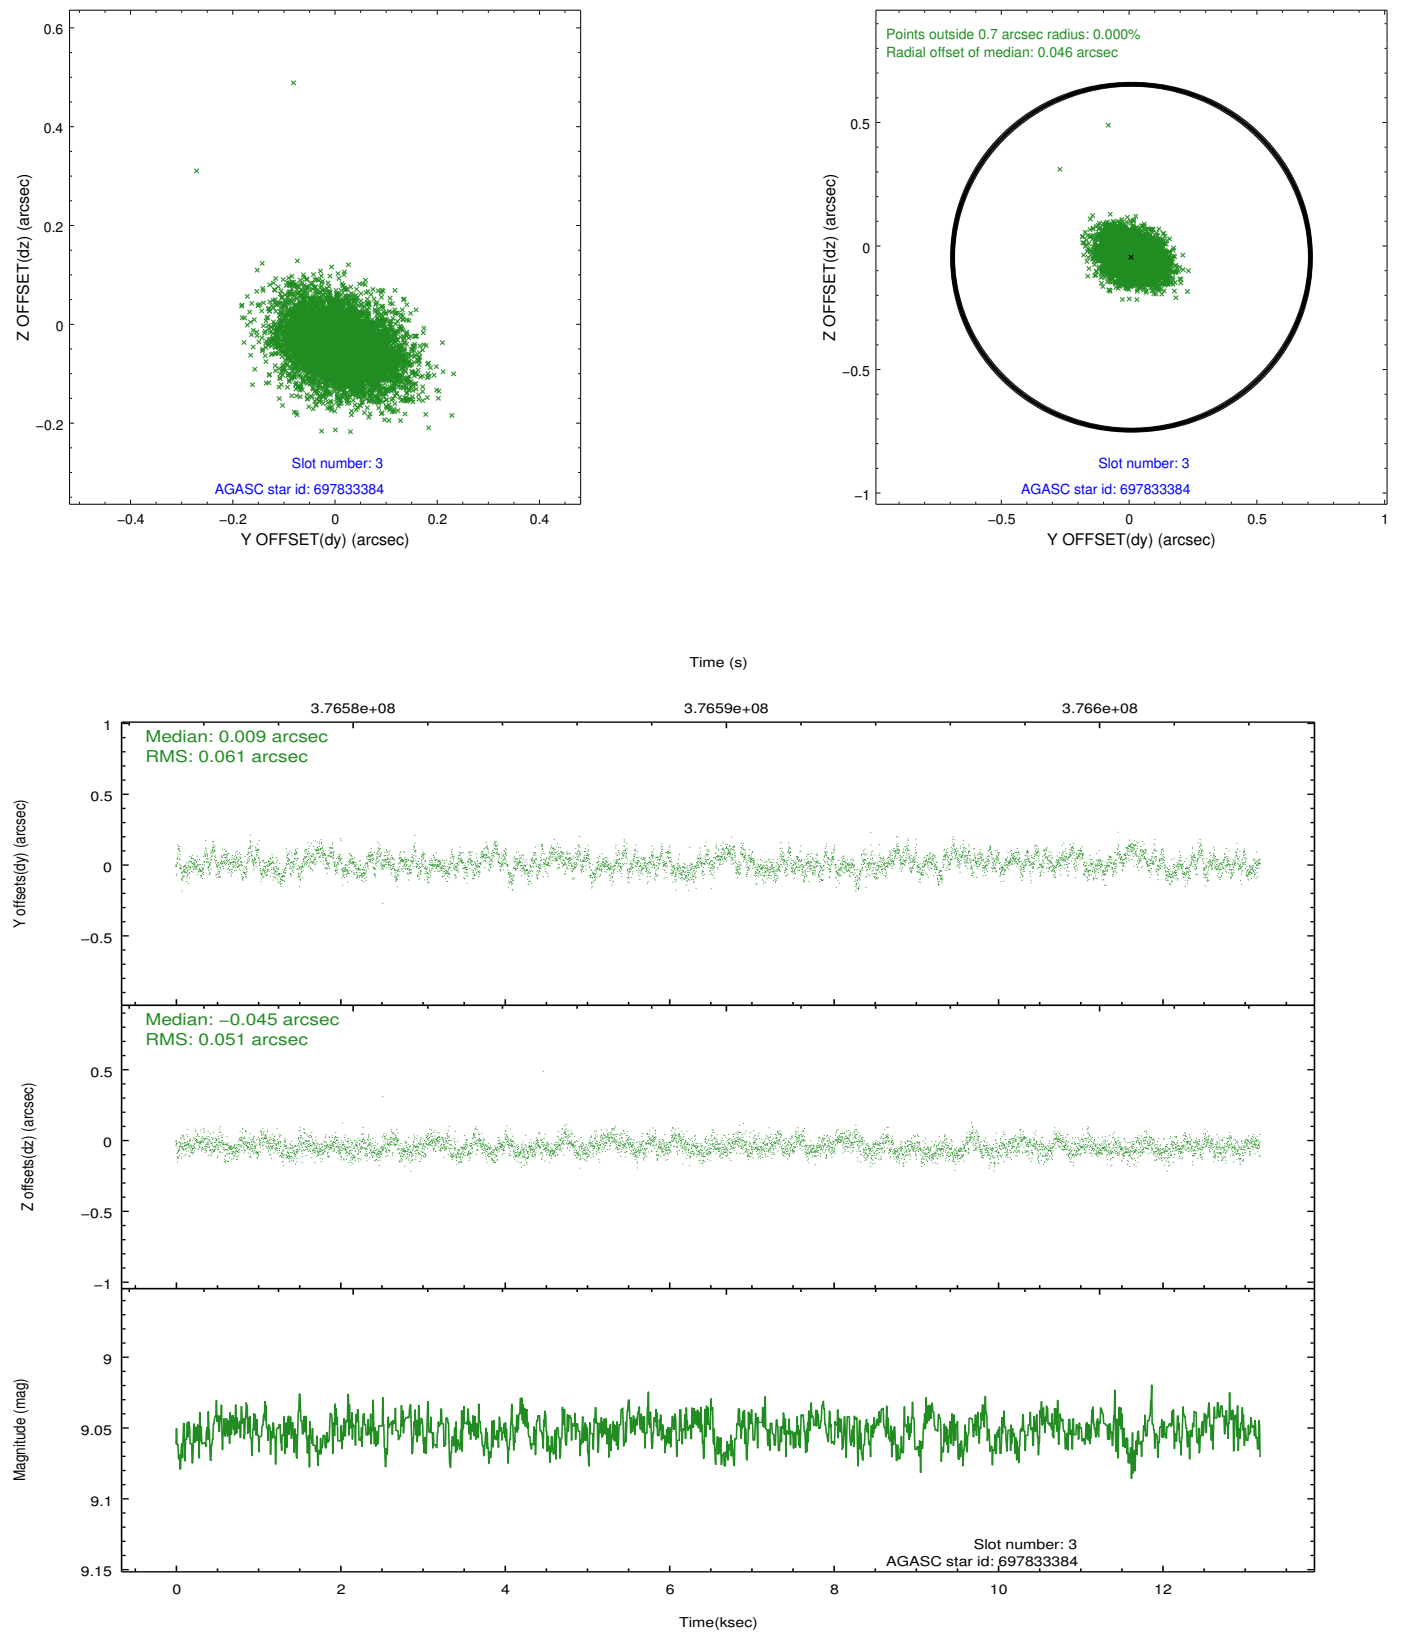 0.6
0.4
0.2
0
−0.2
Z OFFSET(dz) (arcsec)
Slot number: 3
AGASC star id: 697833384
−0.4
−0.2
0
0.2
0.4
Y OFFSET(dy) (arcsec)
Points outside 0.7 arcsec radius: 0.000%
Radial offset of median: 0.046 arcsec
0.5
0
−0.5
−1
Z OFFSET(dz) (arcsec)
Slot number: 3
AGASC star id: 697833384
−0.5
0
0.5
1
Y OFFSET(dy) (arcsec)
Time (s)
3.7658e+08
3.7659e+08
3.766e+08
Median: 0.009 arcsec
RMS: 0.061 arcsec
1
0.5
0
−0.5
Y offsets(dy) (arcsec)
Median: −0.045 arcsec
RMS: 0.051 arcsec
0.5
0
−0.5
−1
Z offsets(dz) (arcsec)
9
9.05
9.1
9.15
Magnitude (mag)
Slot number: 3
AGASC star id: 697833384
0
2
4
6
8
10
12
Time(ksec)